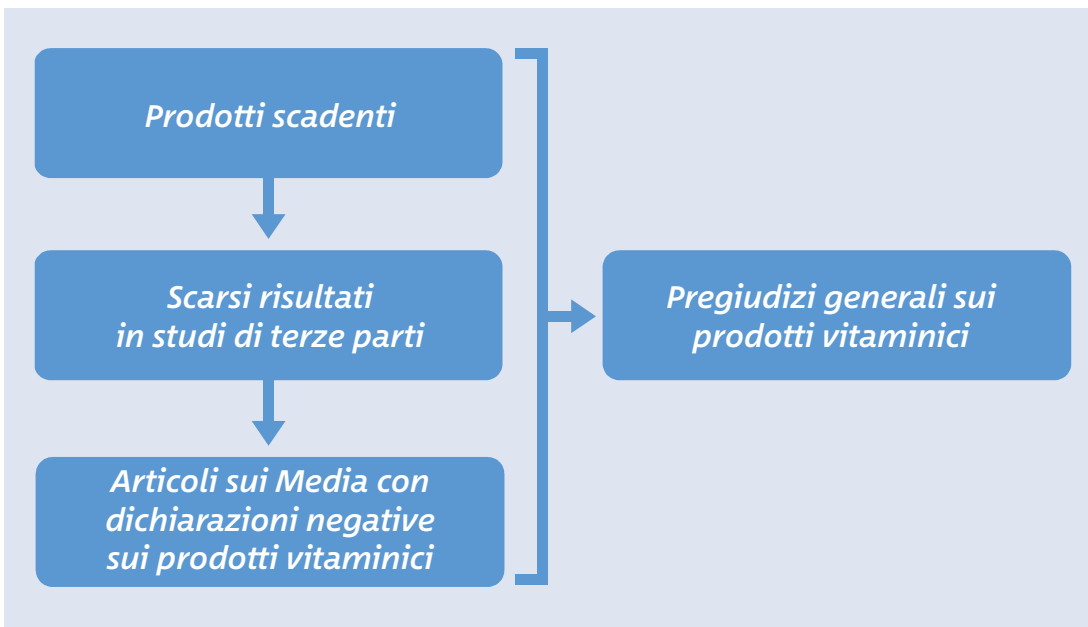 Prodotti scadenti
Scarsi risultati
in studi di terze parti
Articoli sui Media con
dichiarazioni negative
sui prodotti vitaminici
Pregiudizi generali sui
prodotti vitaminici